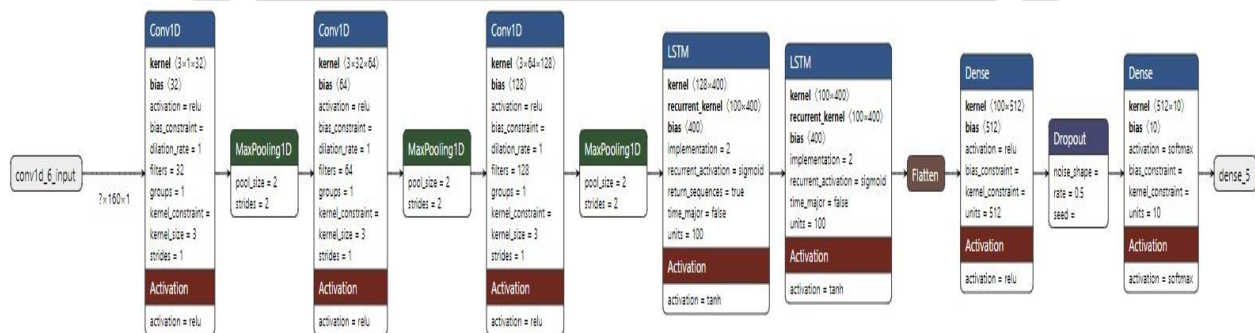 conv1d_6_input
?×160×1
Conv1D
kernel ⟨3×1×32⟩
bias ⟨32⟩
activation = relu
bias_constraint =
dilation_rate = 1
filters = 32
groups = 1
kernel_constraint =
kernel_size = 3
strides = 1
Activation
activation = relu
MaxPooling1D
pool_size = 2
strides = 2
Conv1D
kernel ⟨3×32×64⟩
bias ⟨64⟩
activation = relu
bias_constraint =
dilation_rate = 1
filters = 64
groups = 1
kernel_constraint =
kernel_size = 3
strides = 1
Activation
activation = relu
MaxPooling1D
pool_size = 2
strides = 2
Conv1D
kernel ⟨3×64×128⟩
bias ⟨128⟩
activation = relu
bias_constraint =
dilation_rate = 1
filters = 128
groups = 1
kernel_constraint =
kernel_size = 3
strides = 1
Activation
activation = relu
MaxPooling1D
pool_size = 2
strides = 2
LSTM
kernel ⟨128×400⟩
recurrent_kernel ⟨100×400⟩
bias ⟨400⟩
implementation = 2
recurrent_activation = sigmoid
return_sequences = true
time_major = false
units = 100
Activation
activation = tanh
LSTM
kernel ⟨100×400⟩
recurrent_kernel ⟨100×400⟩
bias ⟨400⟩
implementation = 2
recurrent_activation = sigmoid
time_major = false
units = 100
Activation
activation = tanh
Flatten
Dense
kernel ⟨100×512⟩
bias ⟨512⟩
activation = relu
bias_constraint =
kernel_constraint =
units = 512
Activation
activation = relu
Dropout
noise_shape =
rate = 0.5
seed =
Dense
kernel ⟨512×10⟩
bias ⟨10⟩
activation = softmax
bias_constraint =
kernel_constraint =
units = 10
Activation
activation = softmax
dense_5